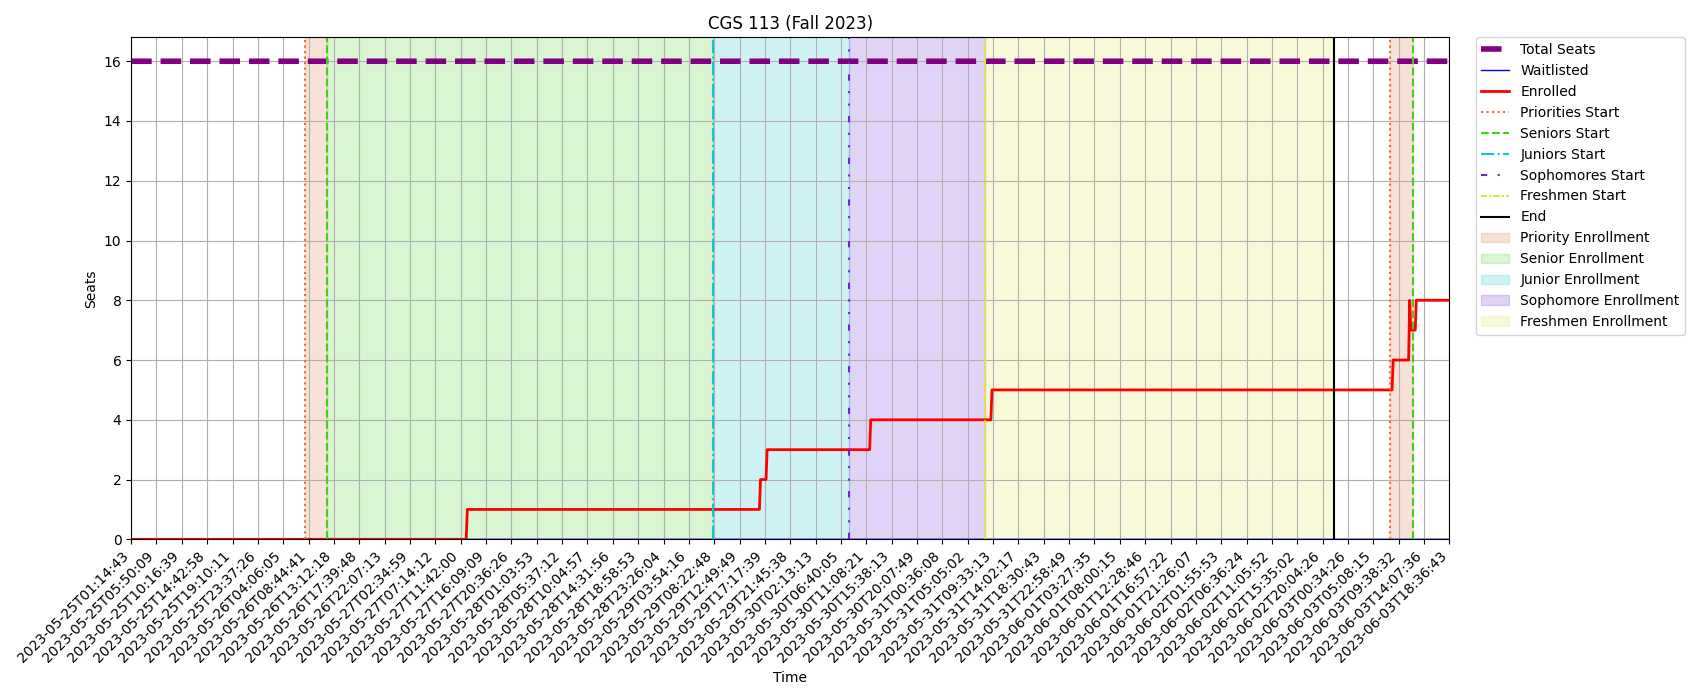 CGS 113 (Fall 2023)
Seats
16
14
12
10
8
6
4
2
0
2023-05-25T01:14:43
2023-05-25T05:50:09
2023-05-25T10:16:39
2023-05-25T14:42:58
2023-05-25T19:10:11
2023-05-25T23:37:26
2023-05-26T04:06:05
2023-05-26T08:44:41
2023-05-26T13:12:18
2023-05-26T17:39:48
2023-05-26T22:07:13
2023-05-27T02:34:59
2023-05-27T07:14:12
2023-05-27T11:42:00
2023-05-27T16:09:09
2023-05-27T20:36:26
2023-05-28T01:03:53
2023-05-28T05:37:12
2023-05-28T10:04:57
2023-05-28T14:31:56
2023-05-28T18:58:53
2023-05-28T23:26:04
2023-05-29T03:54:16
2023-05-29T08:22:48
2023-05-29T12:49:49
2023-05-29T17:17:39
2023-05-29T21:45:38
2023-05-30T02:13:13
2023-05-30T06:40:05
2023-05-30T11:08:21
2023-05-30T15:38:13
2023-05-30T20:07:49
2023-05-31T00:36:08
2023-05-31T05:05:02
2023-05-31T09:33:13
2023-05-31T14:02:17
2023-05-31T18:30:43
2023-05-31T22:58:49
2023-06-01T03:27:35
2023-06-01T08:00:15
2023-06-01T12:28:46
2023-06-01T16:57:22
2023-06-01T21:26:07
2023-06-02T01:55:53
2023-06-02T06:36:24
2023-06-02T11:05:52
2023-06-02T15:35:02
2023-06-02T20:04:26
2023-06-03T00:34:26
2023-06-03T05:08:15
2023-06-03T09:38:32
2023-06-03T14:07:36
2023-06-03T18:36:43
Time
Total Seats
Waitlisted
Enrolled
Priorities Start
Seniors Start
Juniors Start
Sophomores Start
Freshmen Start
End
Priority Enrollment
Senior Enrollment
Junior Enrollment
Sophomore Enrollment
Freshmen Enrollment